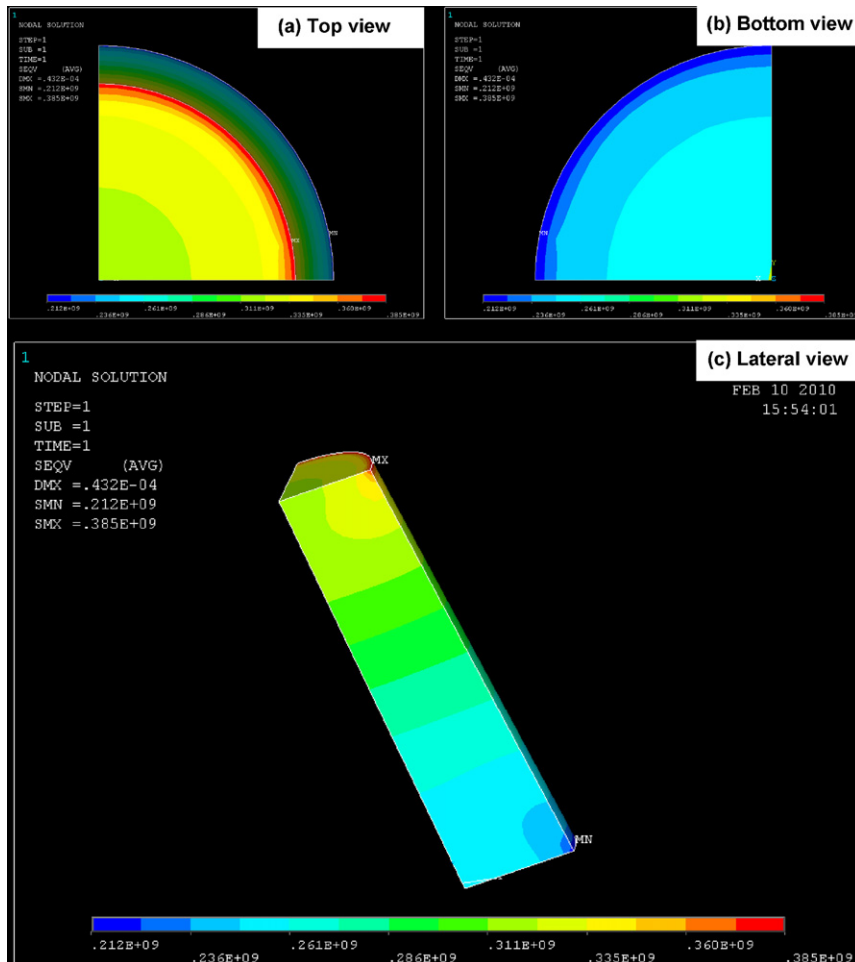 1
NODAL SOLUTION
STEP=1
SUB =1
TIME=1
SEQV (AVG)
DMX =.432E-04
SMN =.212E+09
SMX =.385E+09
(a) Top view
MX
MN
.212E+09 .236E+09 .261E+09 .286E+09 .311E+09 .335E+09 .360E+09 .385E+09
1
NODAL SOLUTION
STEP=1
SUB =1
TIME=1
SEQV (AVG)
DMX =.432E-04
SMN =.212E+09
SMX =.385E+09
(b) Bottom view
MN
Y
X
Z
.212E+09 .236E+09 .261E+09 .286E+09 .311E+09 .335E+09 .360E+09 .385E+09
1
NODAL SOLUTION
STEP=1
SUB =1
TIME=1
SEQV (AVG)
DMX =.432E-04
SMN =.212E+09
SMX =.385E+09
(c) Lateral view
FEB 10 2010
15:54:01
MX
MN
.212E+09 .236E+09 .261E+09 .286E+09 .311E+09 .335E+09 .360E+09 .385E+09